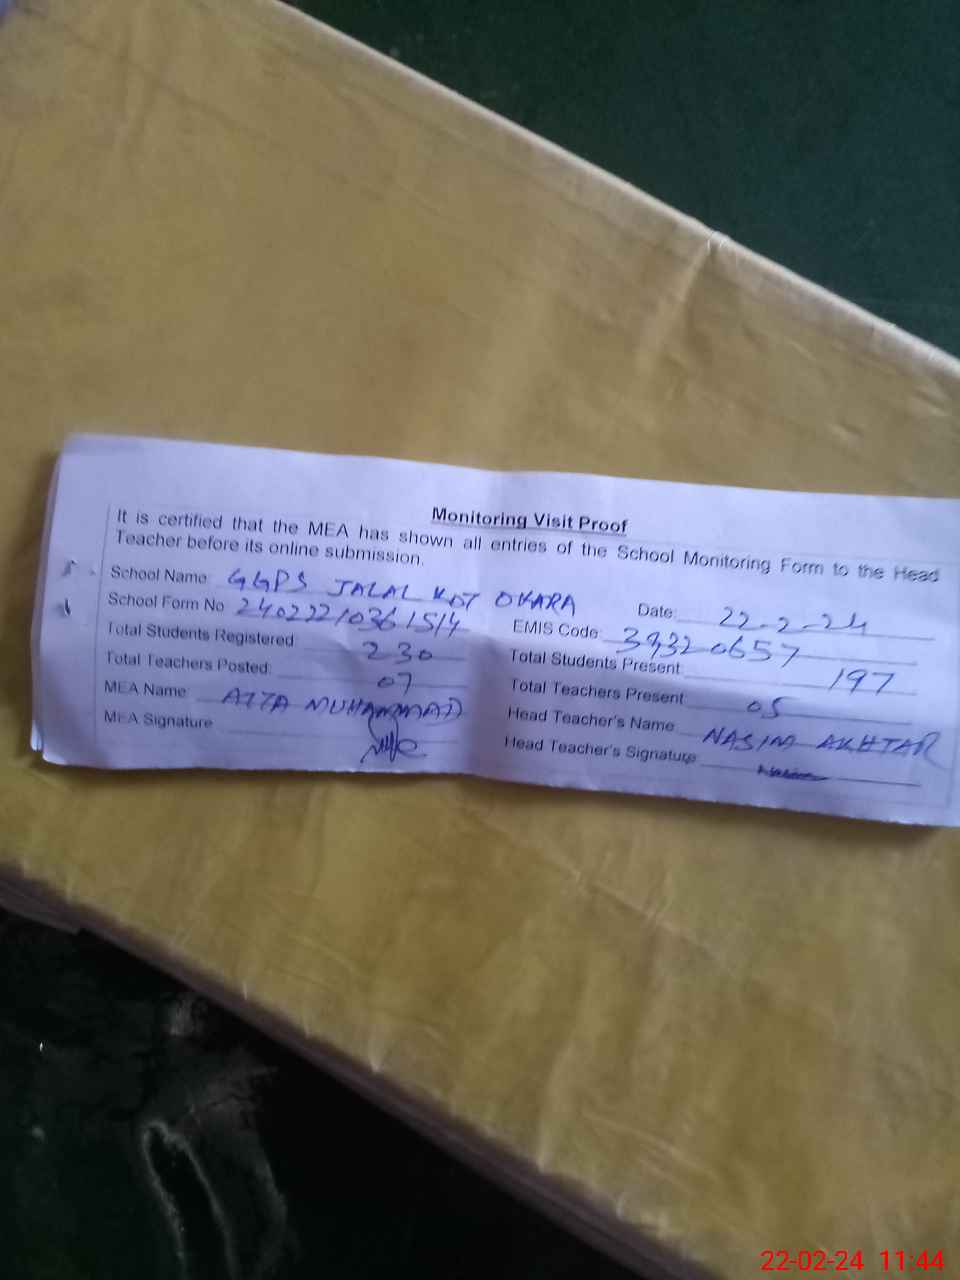 Monitoring Visit Proof
It is certified that the MEA has shown all entries of the School Monitoring Form to the Head
Teacher before its online submission.
School Name: GGPS JALAL KOT OKARA Date: 22-2-24
School Form No 24022210361514 EMIS Code: 39320657
Total Students Registered: 230 Total Students Present: 197
Total Teachers Posted: 07 Total Teachers Present 05
MEA Name ATTA MUHAMMAD Head Teacher's Name NASIM AKHTAR
MEA Signature Head Teacher's Signature Nasim
22-02-24 11:44